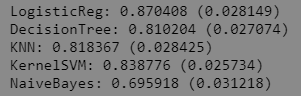 LogisticReg: 0.870408 (0.028149)
DecisionTree: 0.810204 (0.027074)
KNN: 0.818367 (0.028425)
KernelSVM: 0.838776 (0.025734)
NaiveBayes: 0.695918 (0.031218)